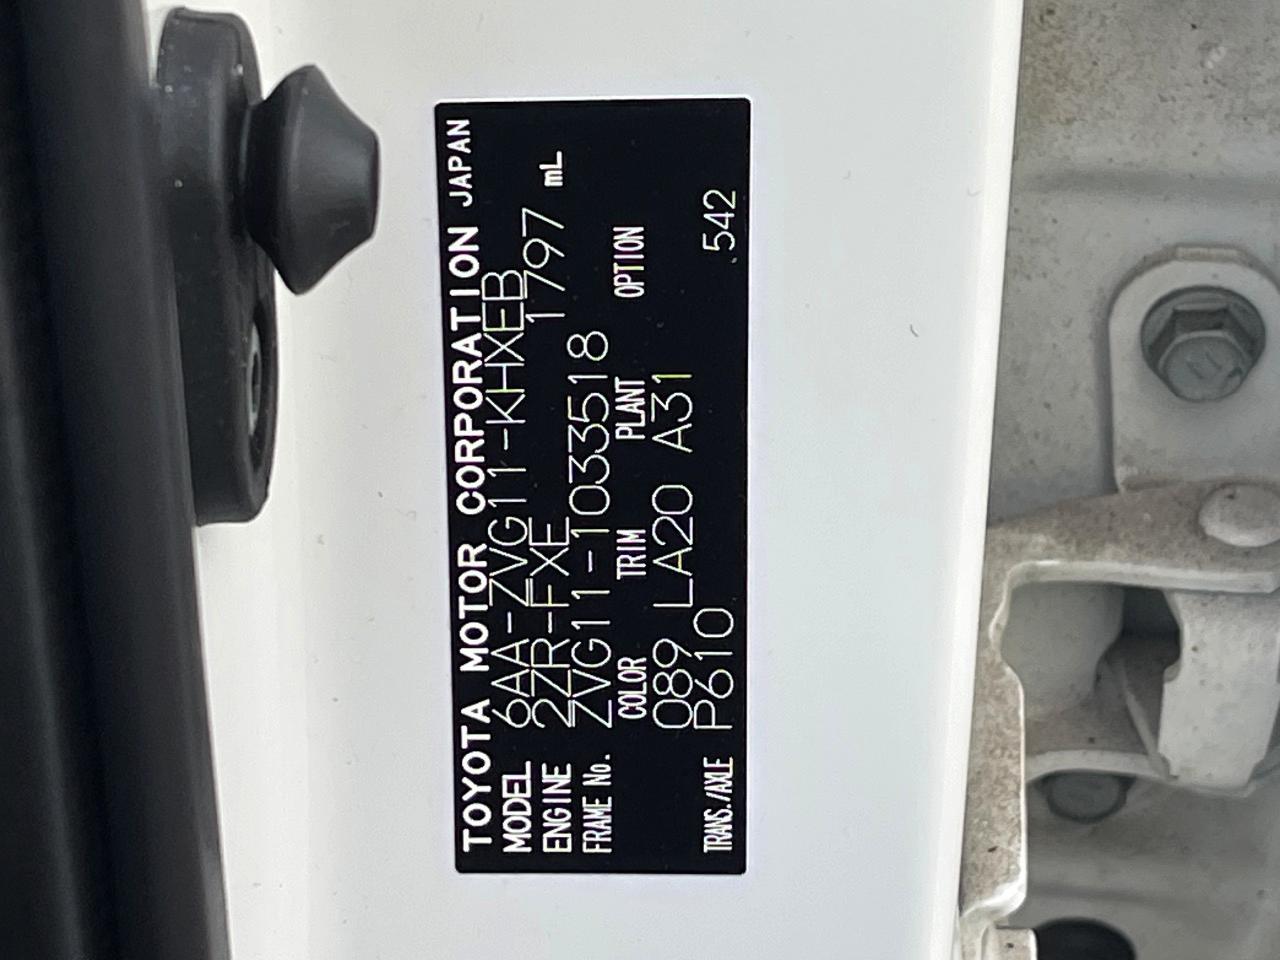 TOYOTA MOTOR CORPORATION JAPAN
MODEL 6AA-ZVG11-KHXEB
ENGINE 2ZR-FXE 1797 mL
FRAME No. ZVG11-1033518
COLOR TRIM PLANT OPTION
089 LA20 A31
TRANS./AXLE P610 .542